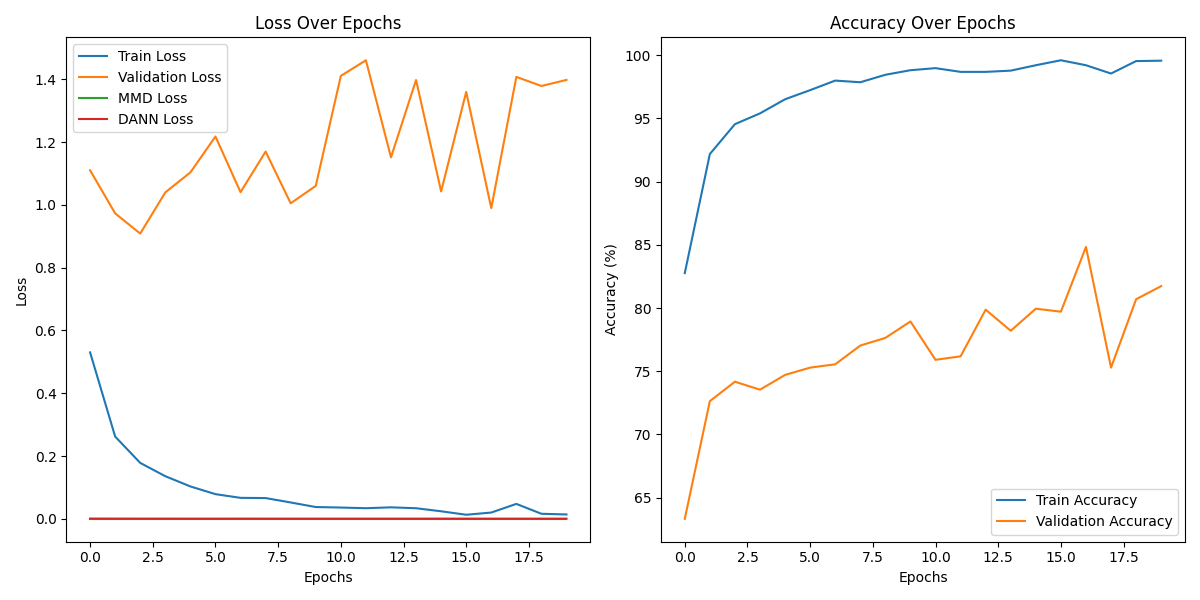 Loss Over Epochs
Train Loss
Validation Loss
MMD Loss
DANN Loss
1.4
1.2
1.0
0.8
0.6
0.4
0.2
0.0
Loss
0.0 2.5 5.0 7.5 10.0 12.5 15.0 17.5
Epochs
Accuracy Over Epochs
100
95
90
85
80
75
70
65
Accuracy (%)
Train Accuracy
Validation Accuracy
0.0 2.5 5.0 7.5 10.0 12.5 15.0 17.5
Epochs